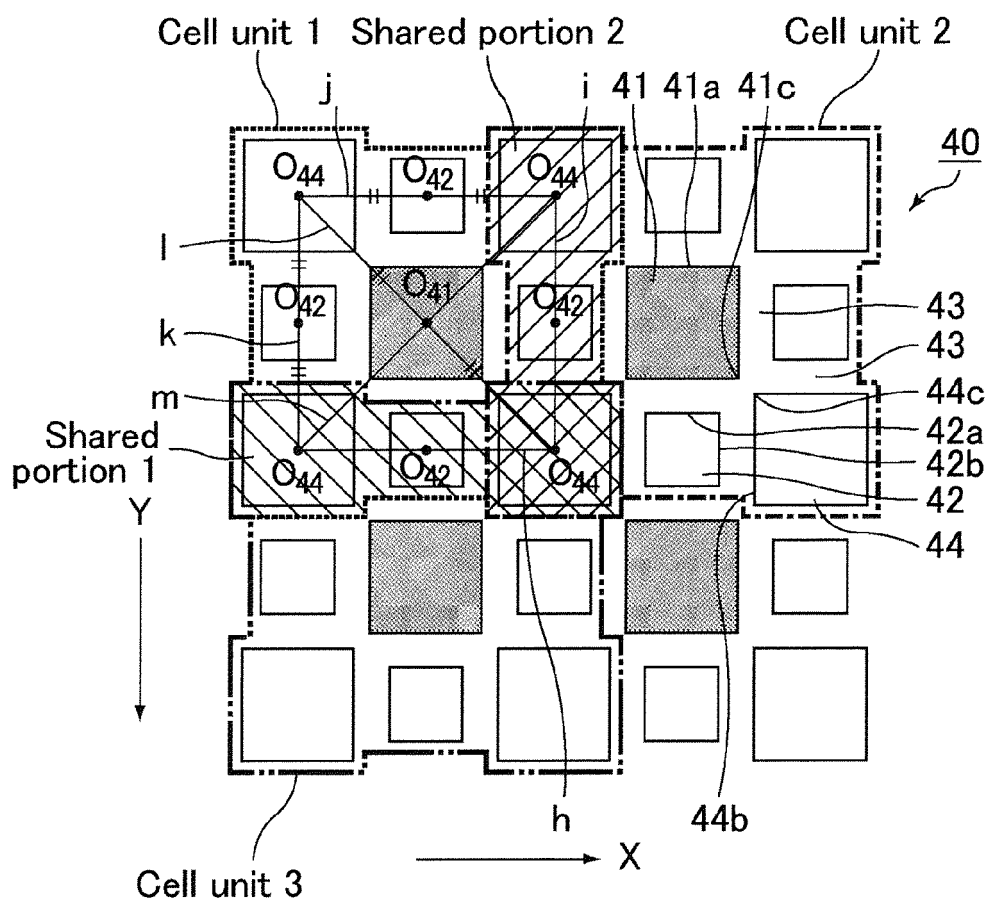 Cell unit 1
Shared portion 2
Cell unit 2
j
i
41
41a
41c
40
O44
O42
O44
l
O42
O41
O42
43
k
43
m
44c
Shared
portion 1
42a
42b
O44
O42
O44
42
Y
44
h
44b
X
Cell unit 3